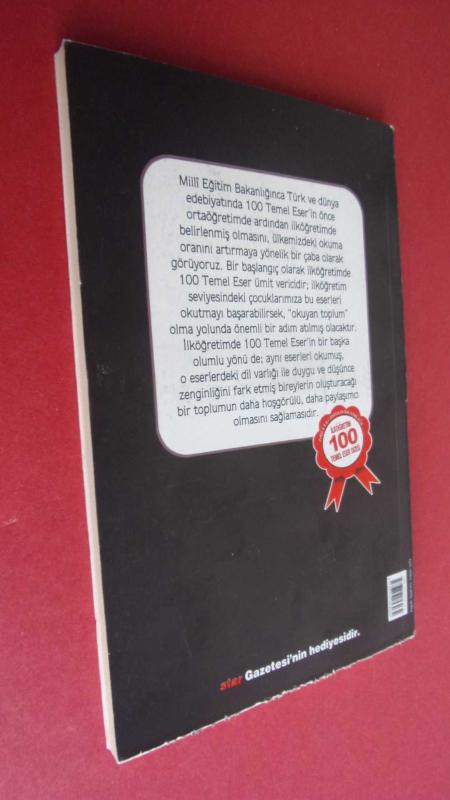 Millî Eğitim Bakanlığınca Türk ve dünya
edebiyatında 100 Temel Eser'in önce
ortaöğretimde ardından ilköğretimde
belirlenmiş olmasını, ülkemizdeki okuma
oranını artırmaya yönelik bir çaba olarak
görüyoruz. Bir başlangıç olarak ilköğretimde
100 Temel Eser ümit vericidir; ilköğretim
seviyesindeki çocuklarımıza bu eserleri
okutmayı başarabilirsek, "okuyan toplum"
olma yolunda önemli bir adım atılmış olacaktır.
İlköğretimde 100 Temel Eser'in bir başka
olumlu yönü de; aynı eserleri okumuş,
o eserlerdeki dil varlığı ile duygu ve düşünce
zenginliğini fark etmiş bireylerin oluşturacağı
bir toplumun daha hoşgörülü, daha paylaşımcı
olmasını sağlamasıdır.
İLKÖĞRETİM
100
TEMEL ESER DİZİSİ
star Gazetesi'nin hediyesidir.